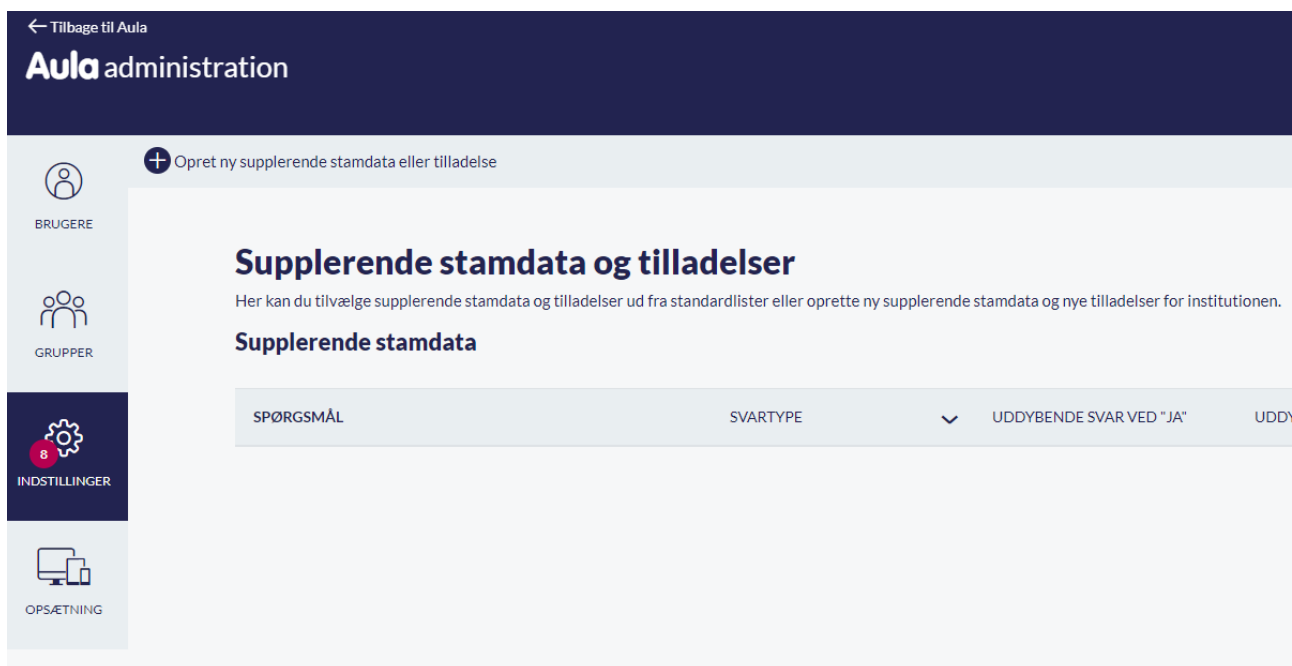 Tilbage til Aula
Aula administration
Opret ny supplerende stamdata eller tilladelse
BRUGERE
GRUPPER
8
INDSTILLINGER
OPSÆTNING
Supplerende stamdata og tilladelser
Her kan du tilvælge supplerende stamdata og tilladelser ud fra standardlister eller oprette ny supplerende stamdata og nye tilladelser for institutionen.
Supplerende stamdata
SPØRGSMÅL SVARTYPE UDDYBENDE SVAR VED "JA"